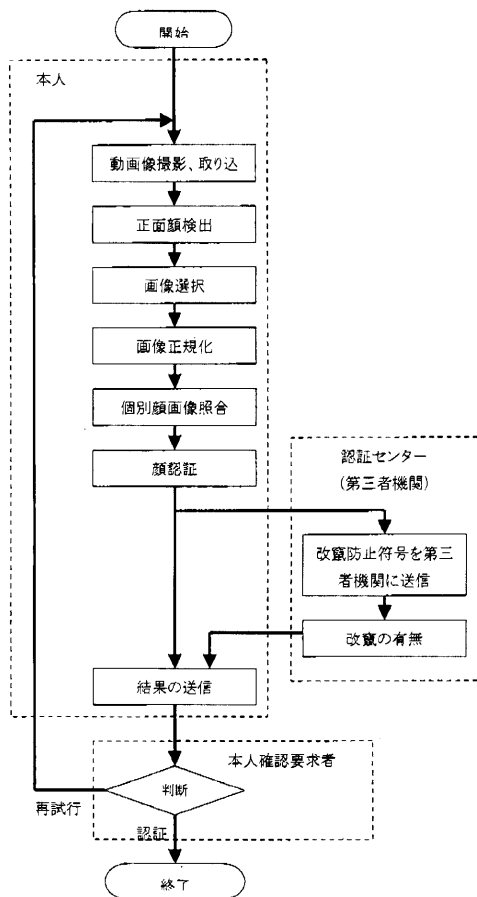 開始
本人
動画像撮影、取り込
正面顔検出
画像選択
画像正規化
個別顔画像照合
顔認証
認証センター
(第三者機関)
改竄防止符号を第三
者機関に送信
改竄の有無
結果の送信
本人確認要求者
判断
再試行
認証
終了